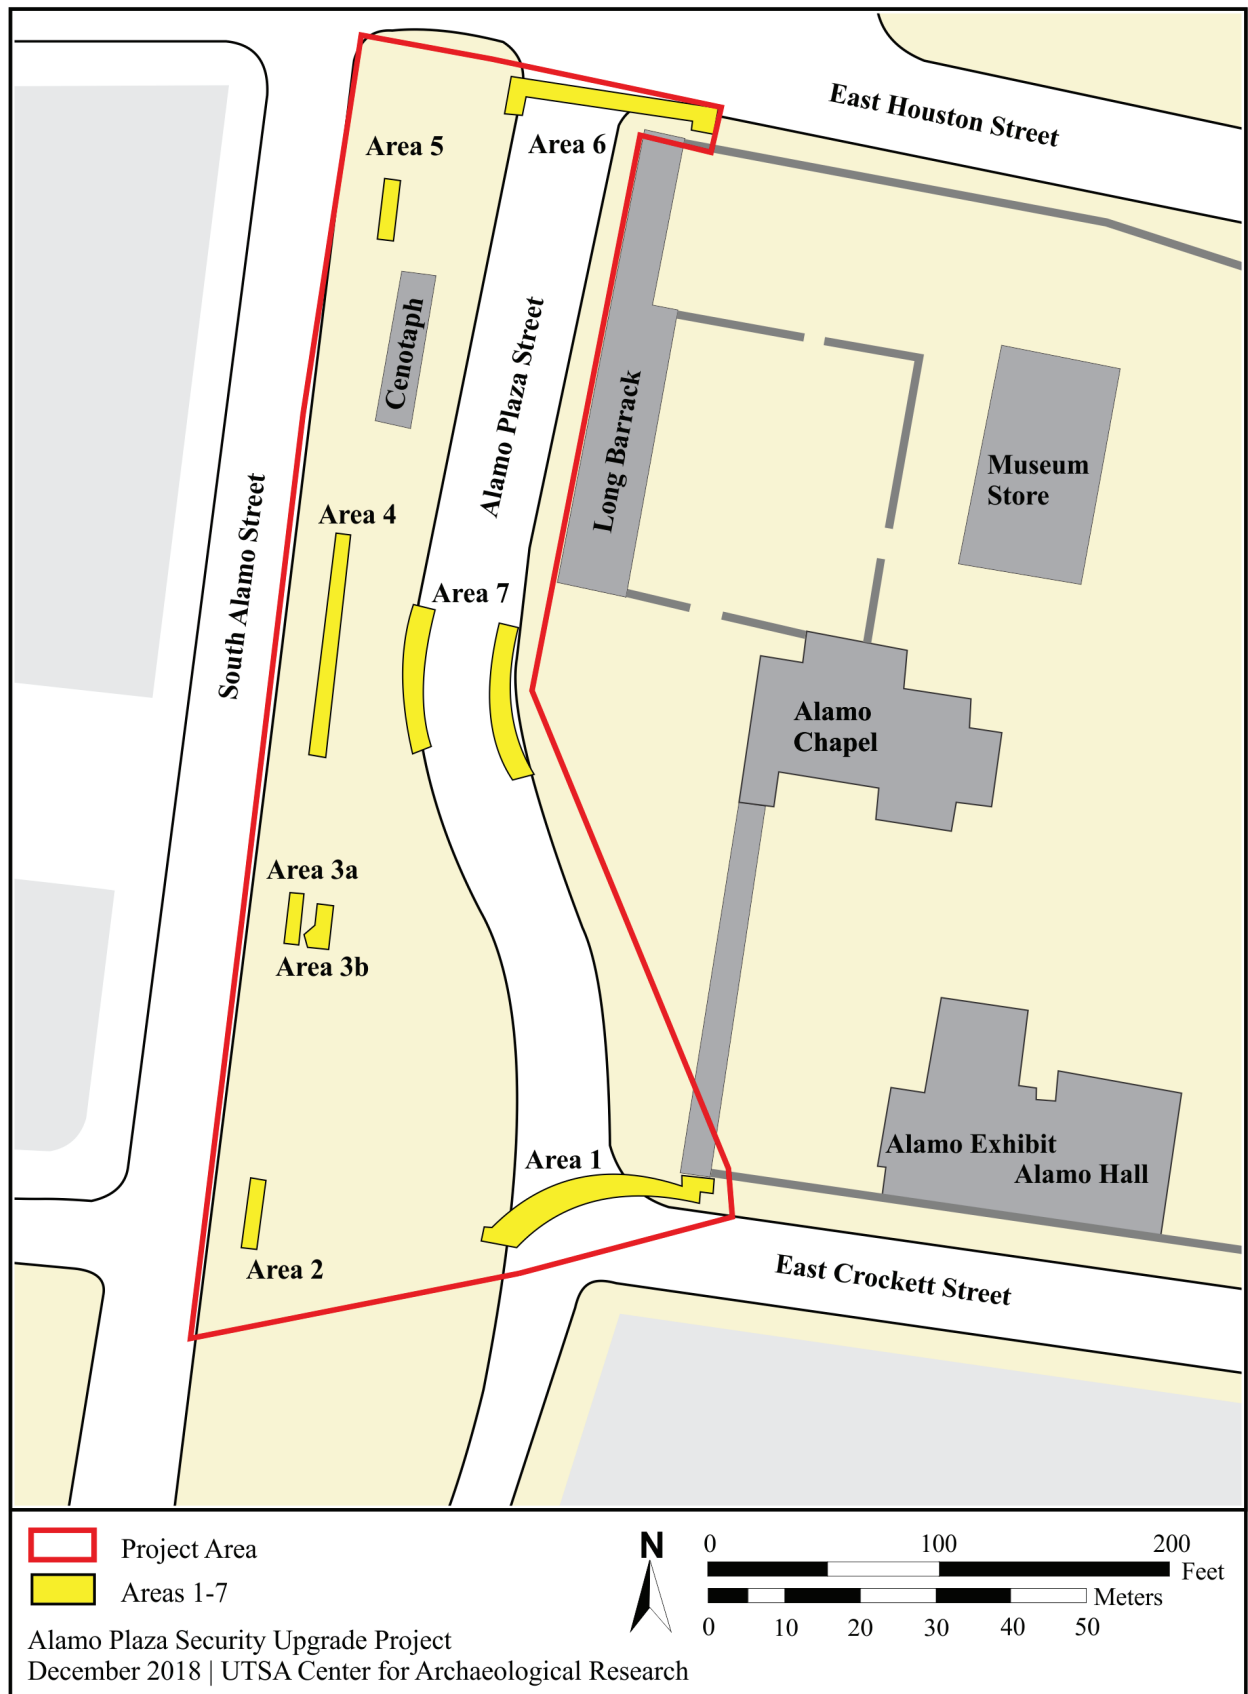 East Houston Street
Area 5
Area 6
Cenotaph
Alamo Plaza Street
Long Barrack
Museum
Store
South Alamo Street
Area 4
Area 7
Alamo
Chapel
Area 3a
Area 3b
Area 1
Alamo Exhibit
Alamo Hall
Area 2
East Crockett Street
Project Area
Areas 1-7
Alamo Plaza Security Upgrade Project
December 2018 | UTSA Center for Archaeological Research
N
0 100 200
Feet
Meters
0 10 20 30 40 50